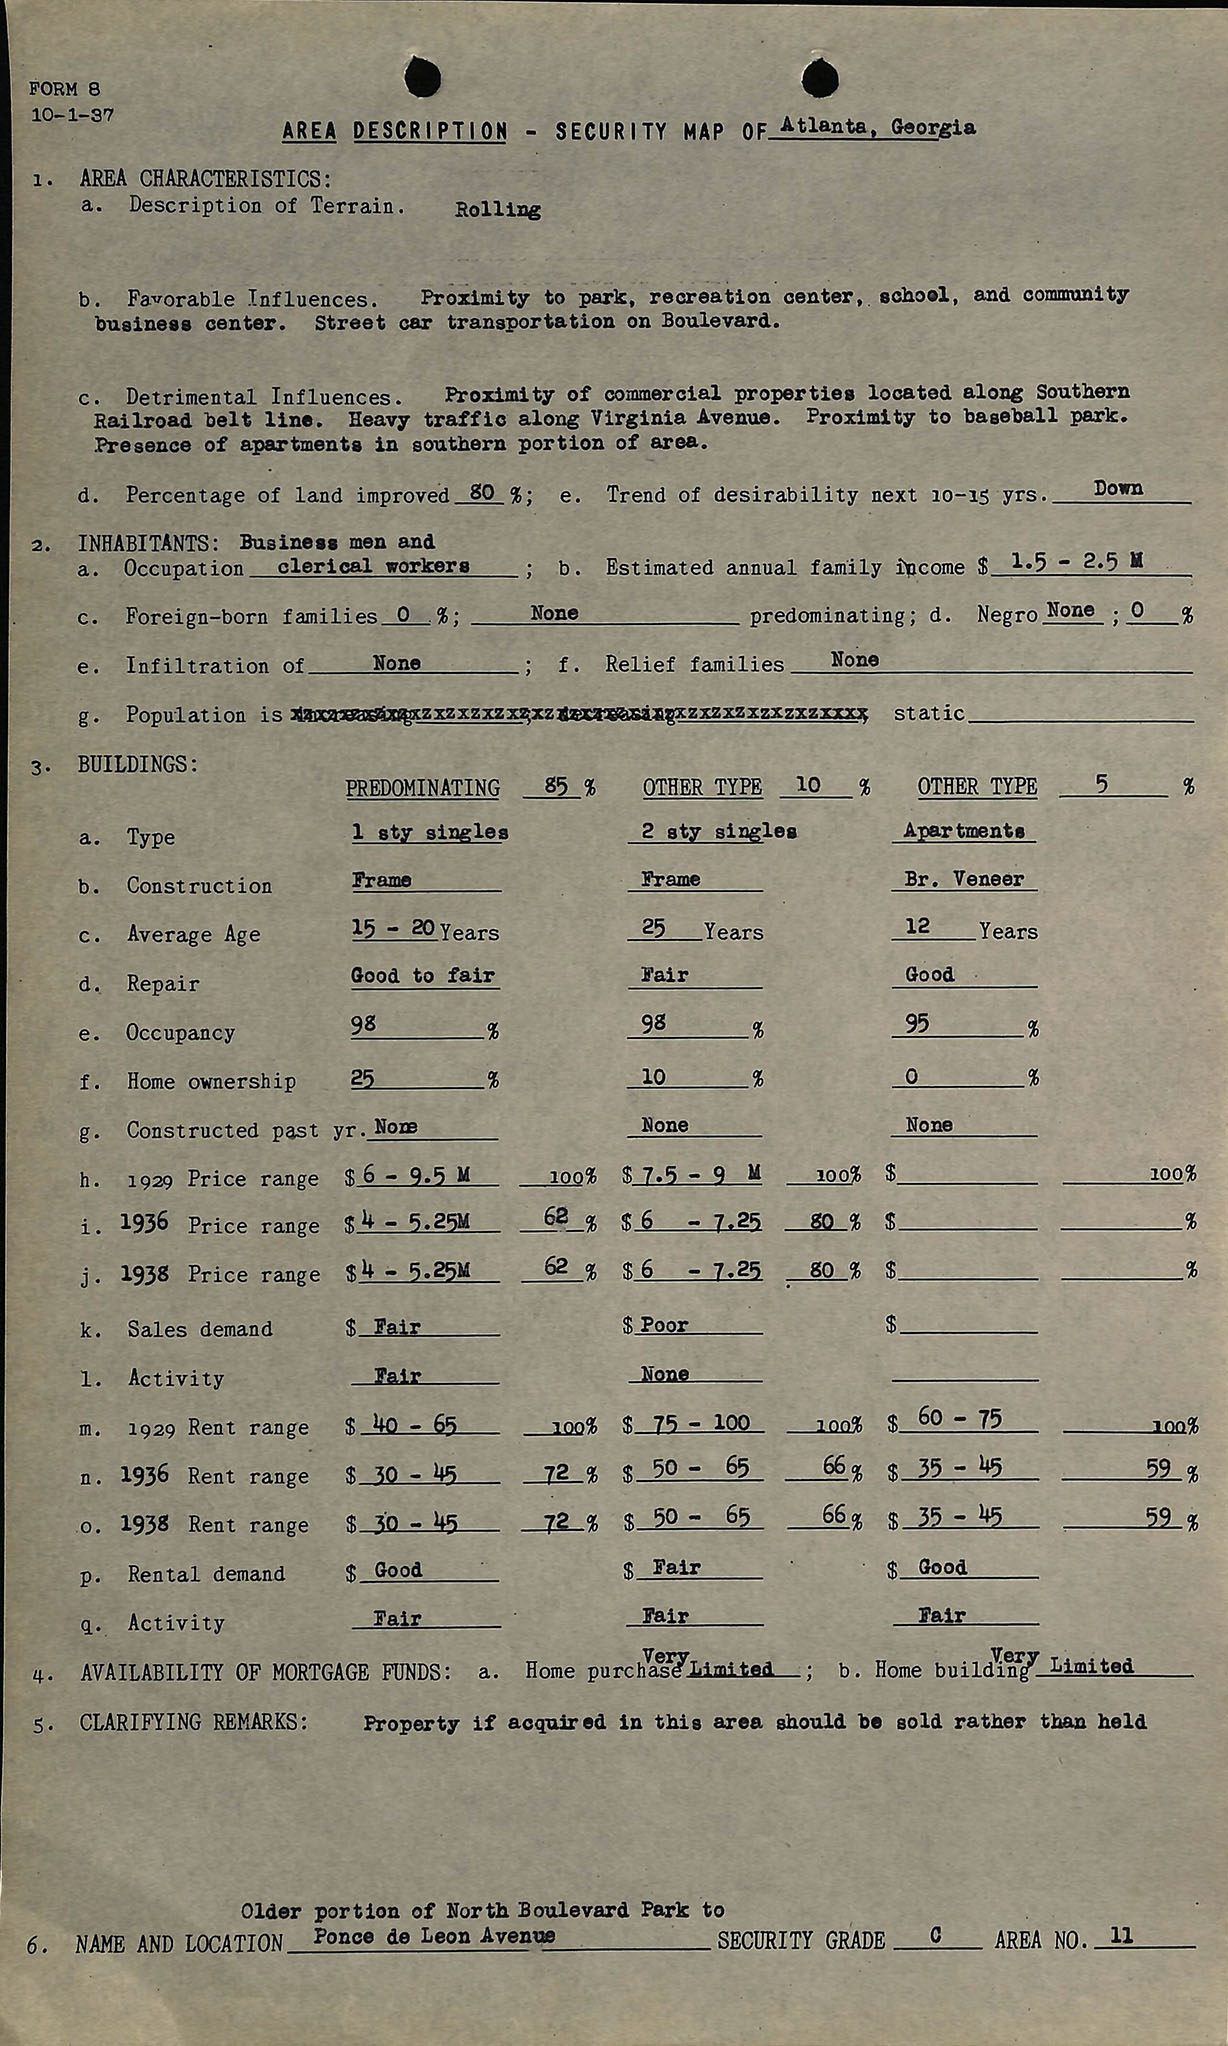 FORM 8
10-1-37
AREA DESCRIPTION - SECURITY MAP OF Atlanta, Georgia
1. AREA CHARACTERISTICS:
a. Description of Terrain. Rolling
b. Favorable Influences. Proximity to park, recreation center, school, and community
business center. Street car transportation on Boulevard.
c. Detrimental Influences. Proximity of commercial properties located along Southern
Railroad belt line. Heavy traffic along Virginia Avenue. Proximity to baseball park.
Presence of apartments in southern portion of area.
d. Percentage of land improved 80 %; e. Trend of desirability next 10-15 yrs. Down
2. INHABITANTS: Business men and
a. Occupation clerical workers ; b. Estimated annual family income $ 1.5 - 2.5 M
c. Foreign-born families 0 %; None predominating; d. Negro None ; 0 %
e. Infiltration of None ; f. Relief families None
g. Population is static
3. BUILDINGS:
PREDOMINATING 85 % OTHER TYPE 10 % OTHER TYPE 5 %
a. Type 1 sty singles 2 sty singles Apartments
b. Construction Frame Frame Br. Veneer
c. Average Age 15 - 20 Years 25 Years 12 Years
d. Repair Good to fair Fair Good
e. Occupancy 98 % 98 % 95 %
f. Home ownership 25 % 10 % 0 %
g. Constructed past yr. None None None
h. 1929 Price range $ 6 - 9.5 M 100% $ 7.5 - 9 M 100% $ 100%
i. 1936 Price range $ 4 - 5.25M 62 % $ 6 - 7.25 80 % $ %
j. 1938 Price range $ 4 - 5.25M 62 % $ 6 - 7.25 80 % $ %
k. Sales demand $ Fair $ Poor $
l. Activity Fair None
m. 1929 Rent range $ 40 - 65 100% $ 75 - 100 100% $ 60 - 75 100%
n. 1936 Rent range $ 30 - 45 72 % $ 50 - 65 66% $ 35 - 45 59 %
o. 1938 Rent range $ 30 - 45 72 % $ 50 - 65 66% $ 35 - 45 59 %
p. Rental demand $ Good $ Fair $ Good
q. Activity Fair Fair Fair
4. AVAILABILITY OF MORTGAGE FUNDS: a. Home purchase Very Limited ; b. Home building Very Limited
5. CLARIFYING REMARKS: Property if acquired in this area should be sold rather than held
Older portion of North Boulevard Park to
6. NAME AND LOCATION Ponce de Leon Avenue SECURITY GRADE C AREA NO. 11